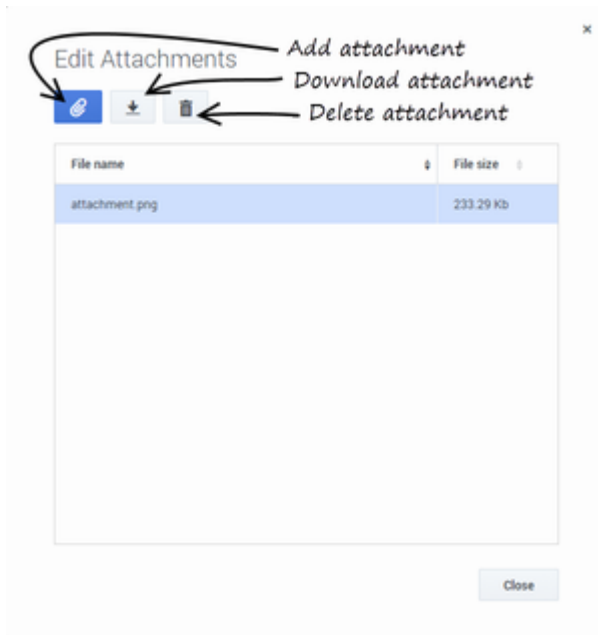 Add attachment
Edit Attachments
Download attachment
Delete attachment
File name File size
attachment.png 233.29 Kb
Close